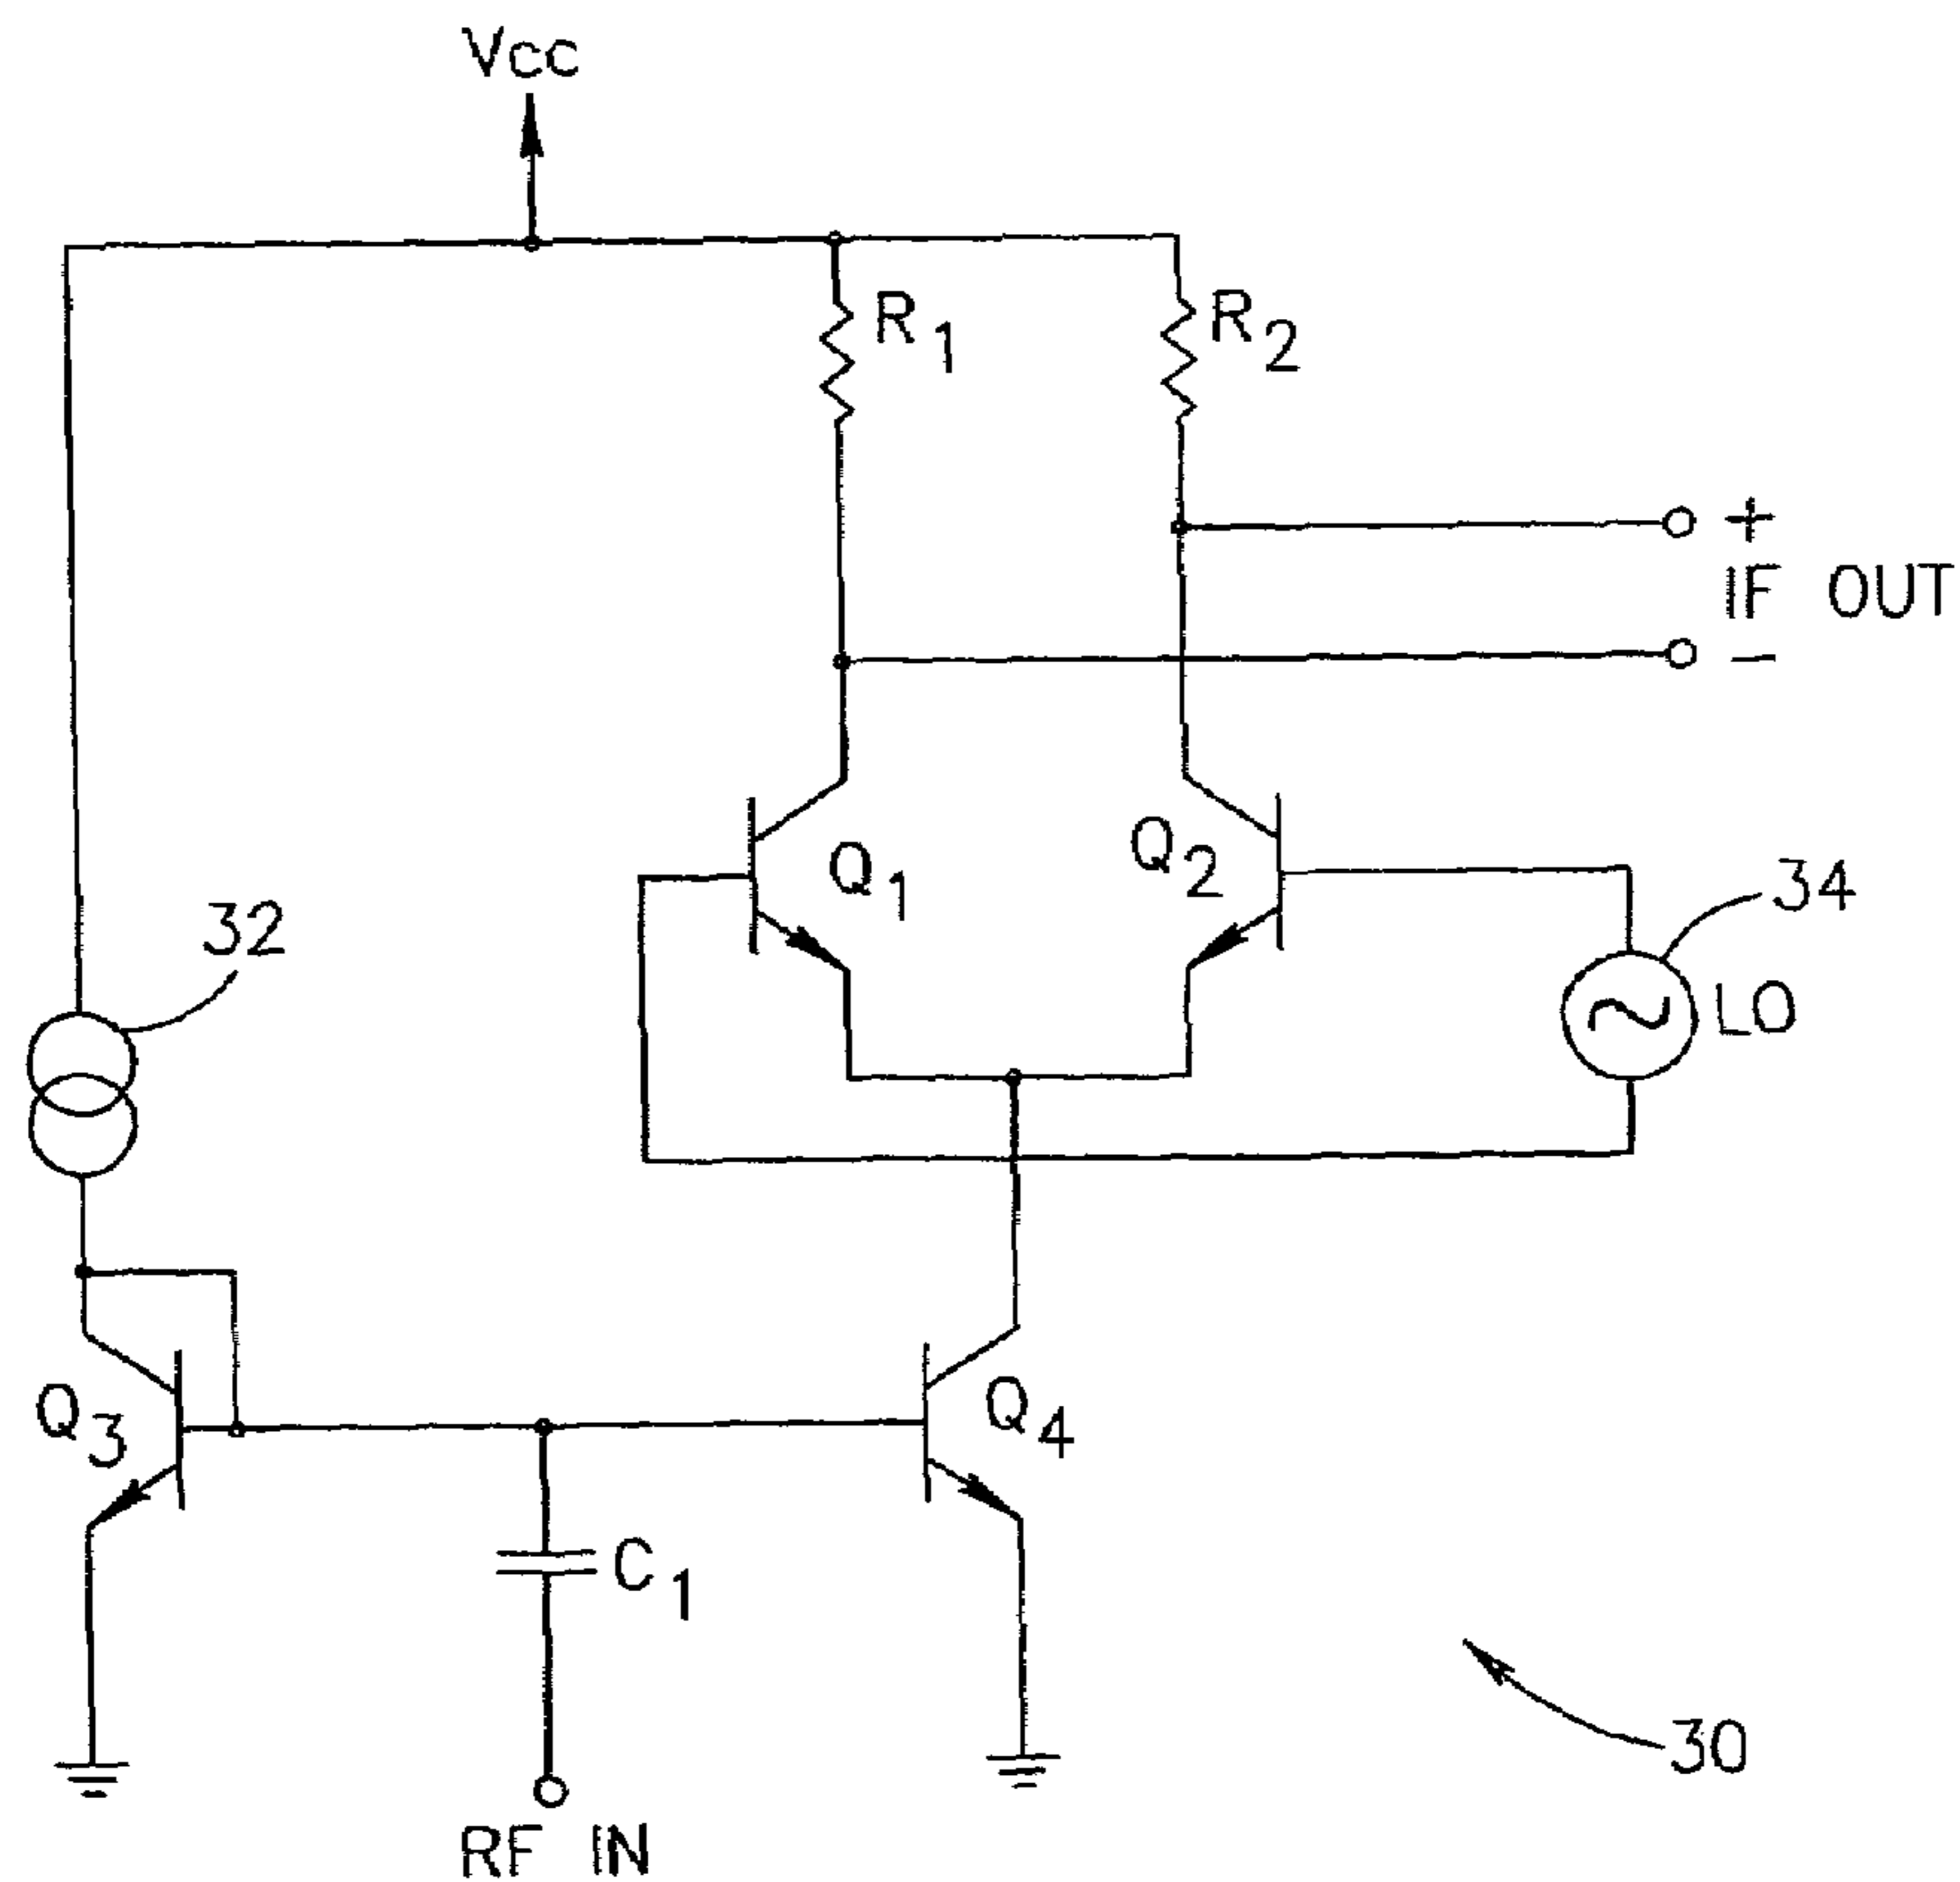 Vcc
R1
R2
+
IF OUT
−
Q1
Q2
34
32
LO
Q3
Q4
C1
30
RF IN